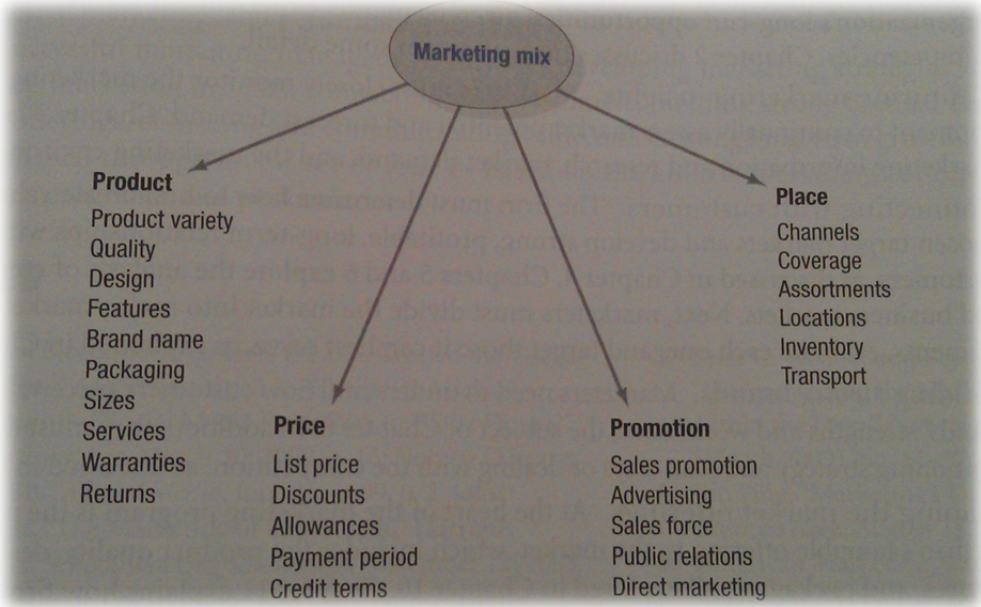 Marketing mix
Product
Product variety
Quality
Design
Features
Brand name
Packaging
Sizes
Services
Warranties
Returns
Price
List price
Discounts
Allowances
Payment period
Credit terms
Promotion
Sales promotion
Advertising
Sales force
Public relations
Direct marketing
Place
Channels
Coverage
Assortments
Locations
Inventory
Transport